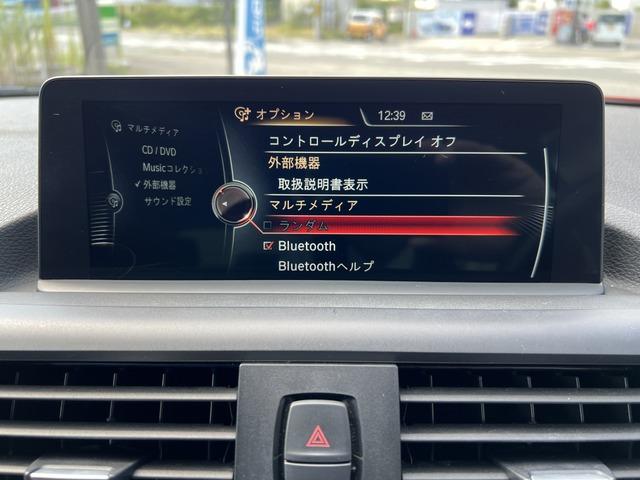 オプション
12:39
マルチメディア
CD / DVD
Musicコレクショ
外部機器
サウンド設定
コントロールディスプレイ オフ
外部機器
取扱説明書表示
マルチメディア
ランダム
Bluetooth
Bluetoothヘルプ